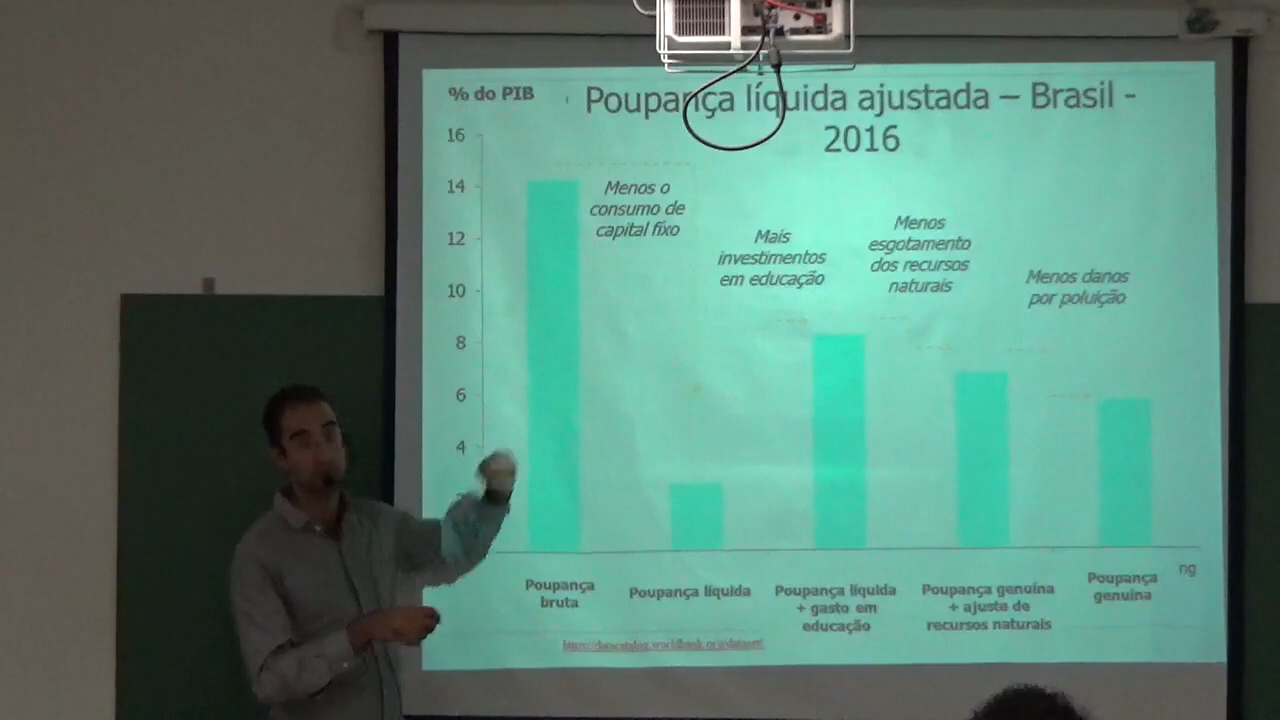 % do PIB
Poupança líquida ajustada – Brasil -
2016
16
14
12
10
8
6
4
Menos o
consumo de
capital fixo
Mais
investimentos
em educação
Menos
esgotamento
dos recursos
naturais
Menos danos
por poluição
Poupança
bruta
Poupança líquida
Poupança líquida
+ gasto em
educação
Poupança genuína
+ ajuste de
recursos naturais
Poupança
genuína
ng